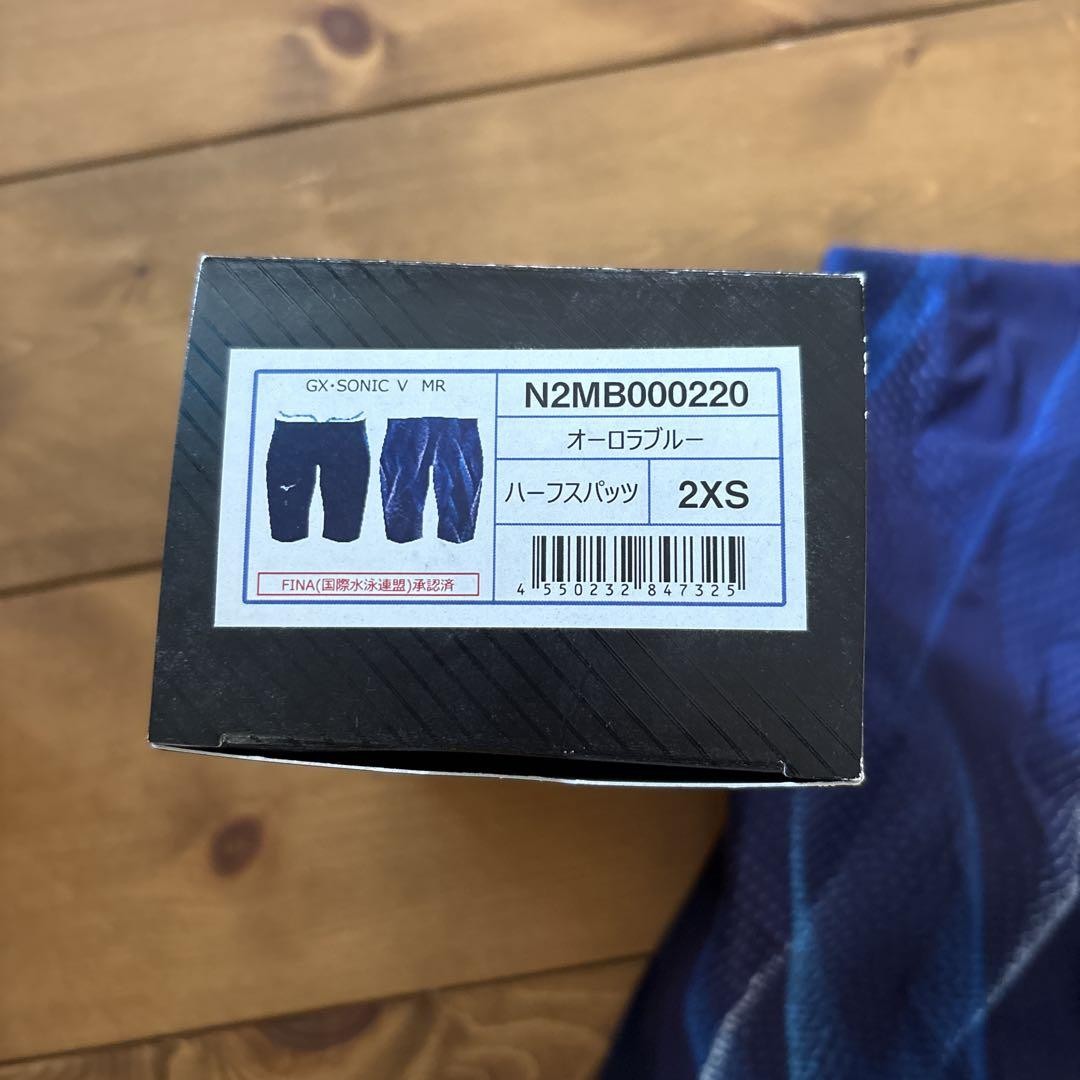 GX・SONIC V MR
N2MB000220
オーロラブルー
ハーフスパッツ
2XS
FINA(国際水泳連盟)承認済
4 550232 847325